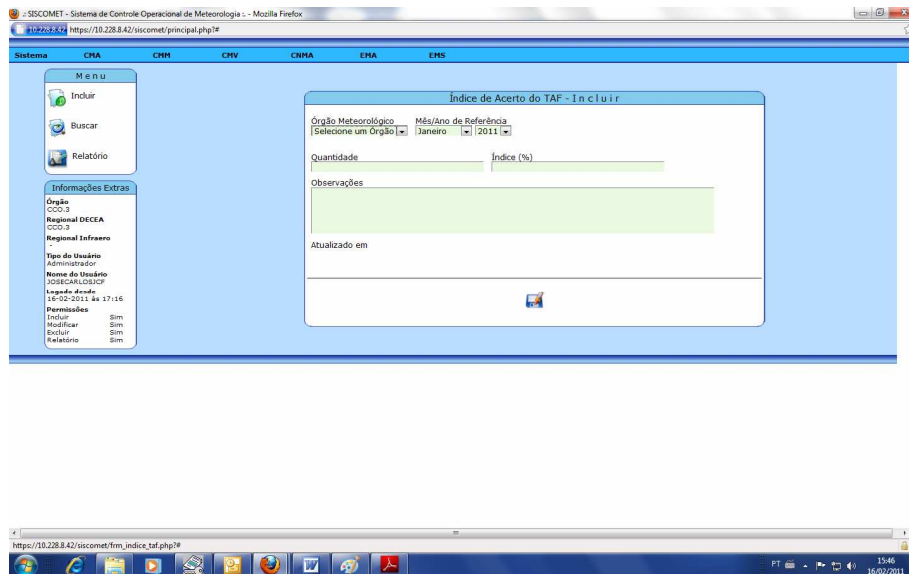 .: SISCOMET - Sistema de Controle Operacional de Meteorologia :. - Mozilla Firefox
10.228.8.42 https://10.228.8.42/siscomet/principal.php?#
Sistema CMA CMM CMV CNMA EMA EMS
Menu
Incluir
Buscar
Relatório
Informações Extras
Órgão
CCO.3
Regional DECEA
CCO.3
Regional Infraero
-
Tipo do Usuário
Administrador
Nome do Usuário
JOSECARLOSJCF
Logado desde
16-02-2011 às 17:16
Permissões
Incluir Sim
Modificar Sim
Excluir Sim
Relatório Sim
Índice de Acerto do TAF - Incluir
Órgão Meteorológico Mês/Ano de Referência
Selecione um Órgão Janeiro 2011
Quantidade Índice (%)
Observações
Atualizado em
https://10.228.8.42/siscomet/frm_indice_taf.php?#
PT 15:46
16/02/2011